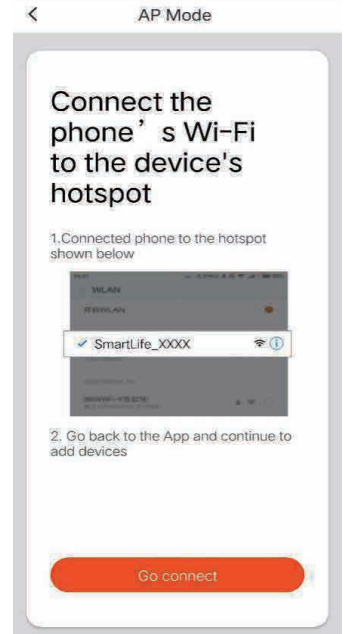 AP Mode
Connect the
phone’s Wi-Fi
to the device's
hotspot
1.Connected phone to the hotspot
shown below
WLAN
SmartLife_XXXX
2. Go back to the App and continue to
add devices
Go connect